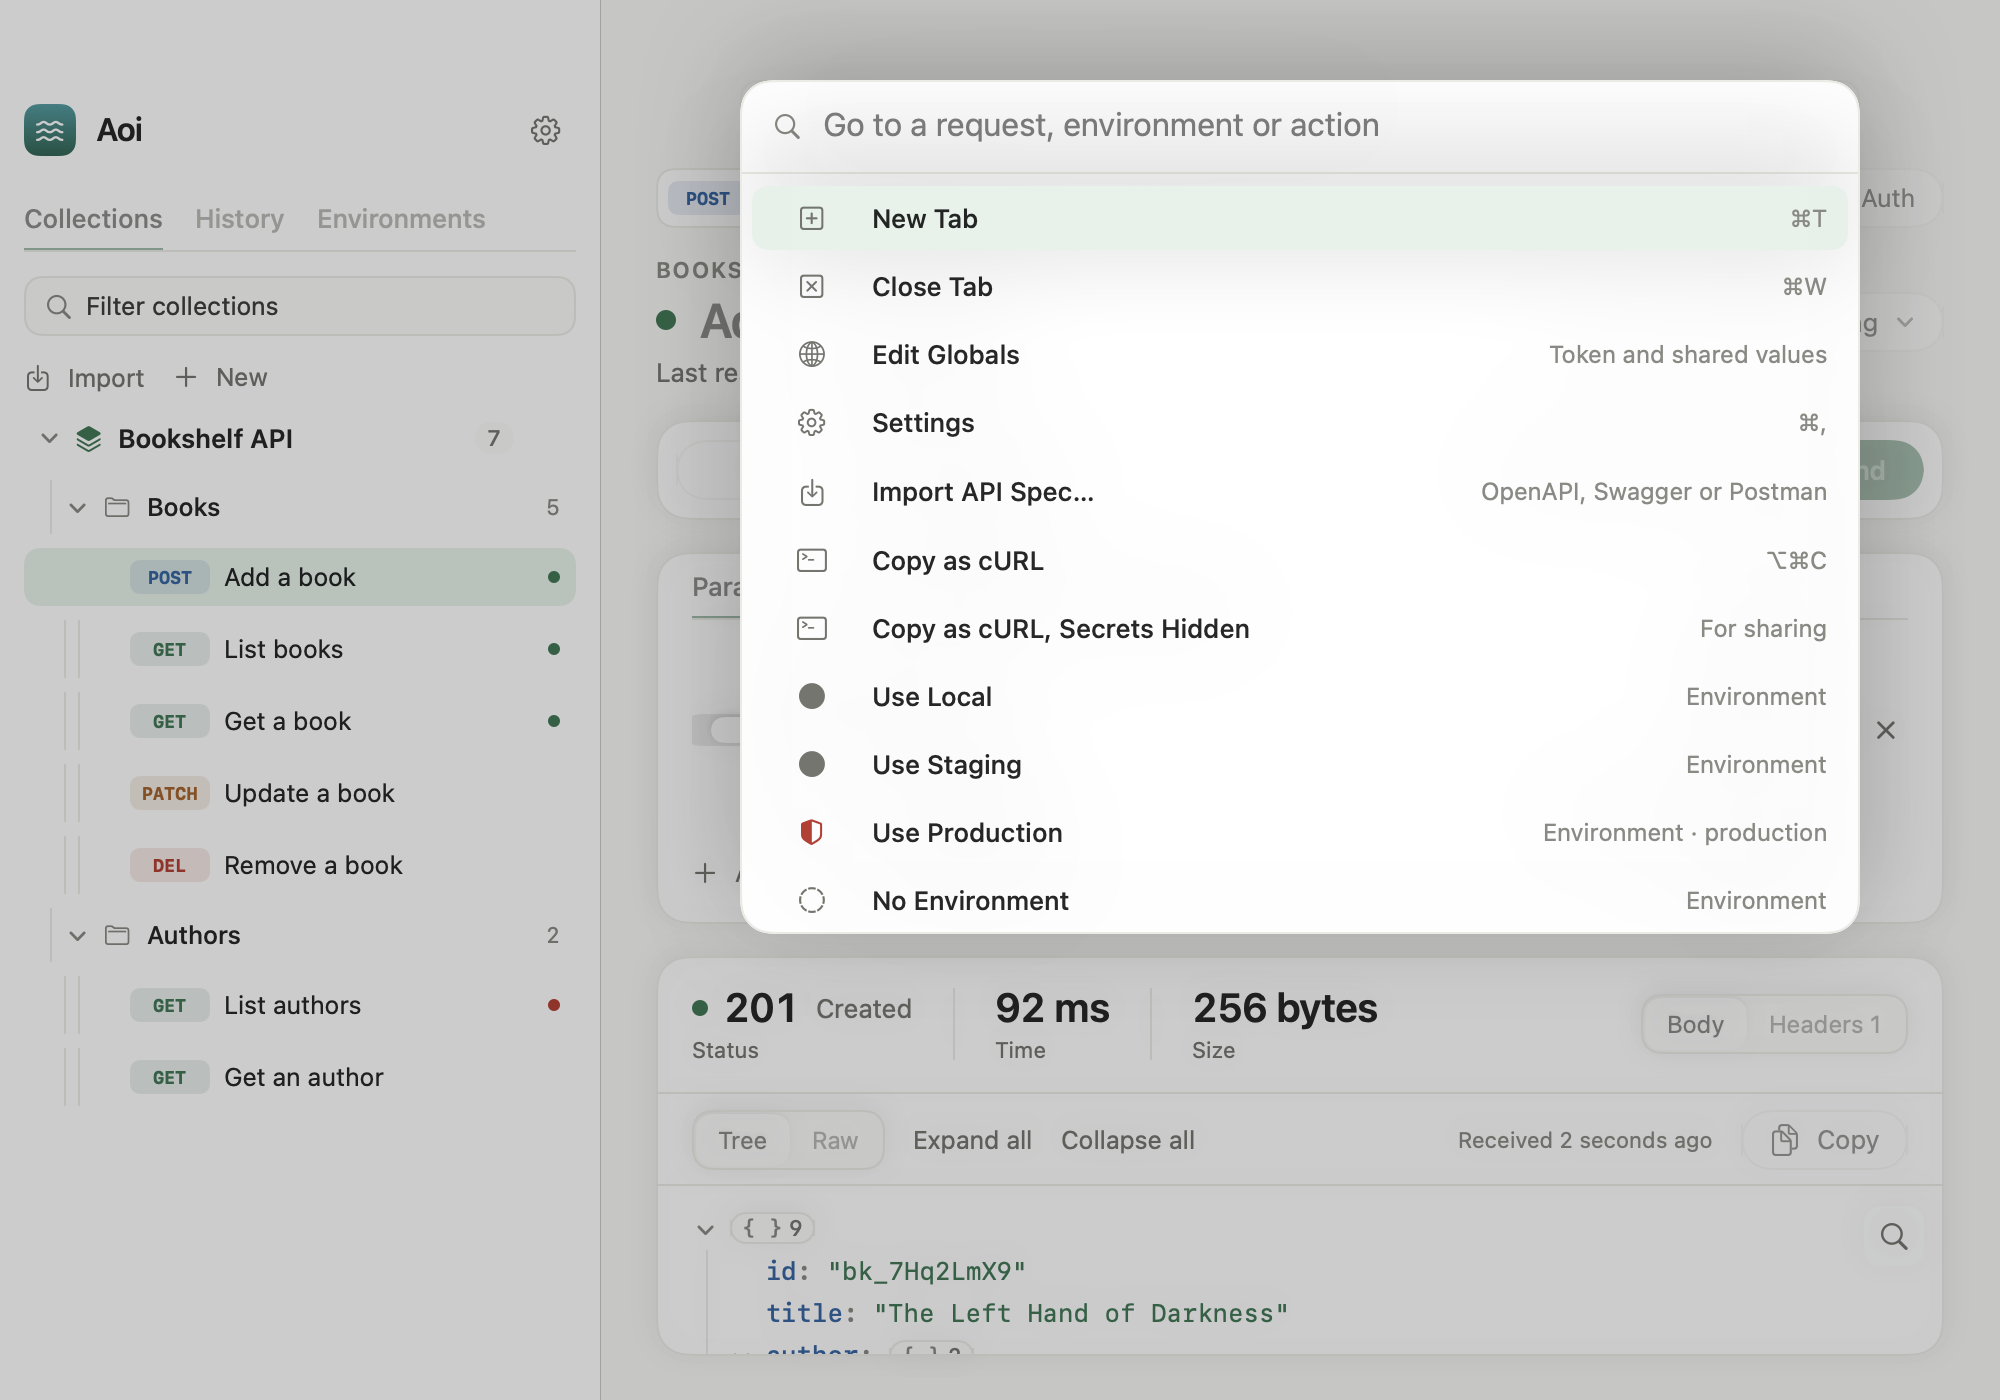 Aoi
Collections History Environments
Filter collections
Import New
Bookshelf API 7
Books 5
POST Add a book
GET List books
GET Get a book
PATCH Update a book
DEL Remove a book
Authors 2
GET List authors
GET Get an author
POST
Auth
BOOKS
Last
Go to a request, environment or action
New Tab ⌘T
Close Tab ⌘W
Edit Globals Token and shared values
Settings ⌘,
Import API Spec... OpenAPI, Swagger or Postman
Copy as cURL ⌥⌘C
Copy as cURL, Secrets Hidden For sharing
Use Local Environment
Use Staging Environment
Use Production Environment · production
No Environment Environment
201 Created 92 ms 256 bytes
Status Time Size
Body Headers 1
Tree Raw Expand all Collapse all Received 2 seconds ago Copy
{ } 9
id: "bk_7Hq2LmX9"
title: "The Left Hand of Darkness"
author: { } 2